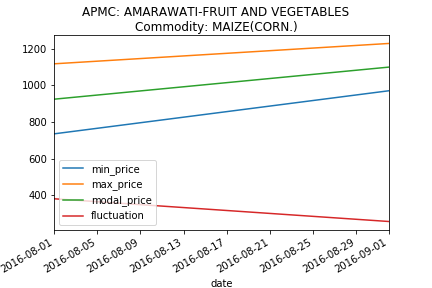 APMC: AMARAWATI-FRUIT AND VEGETABLES
Commodity: MAIZE(CORN.)
1200
1000
800
600
400
min_price
max_price
modal_price
fluctuation
2016-08-01
2016-08-05
2016-08-09
2016-08-13
2016-08-17
2016-08-21
2016-08-25
2016-08-29
2016-09-01
date